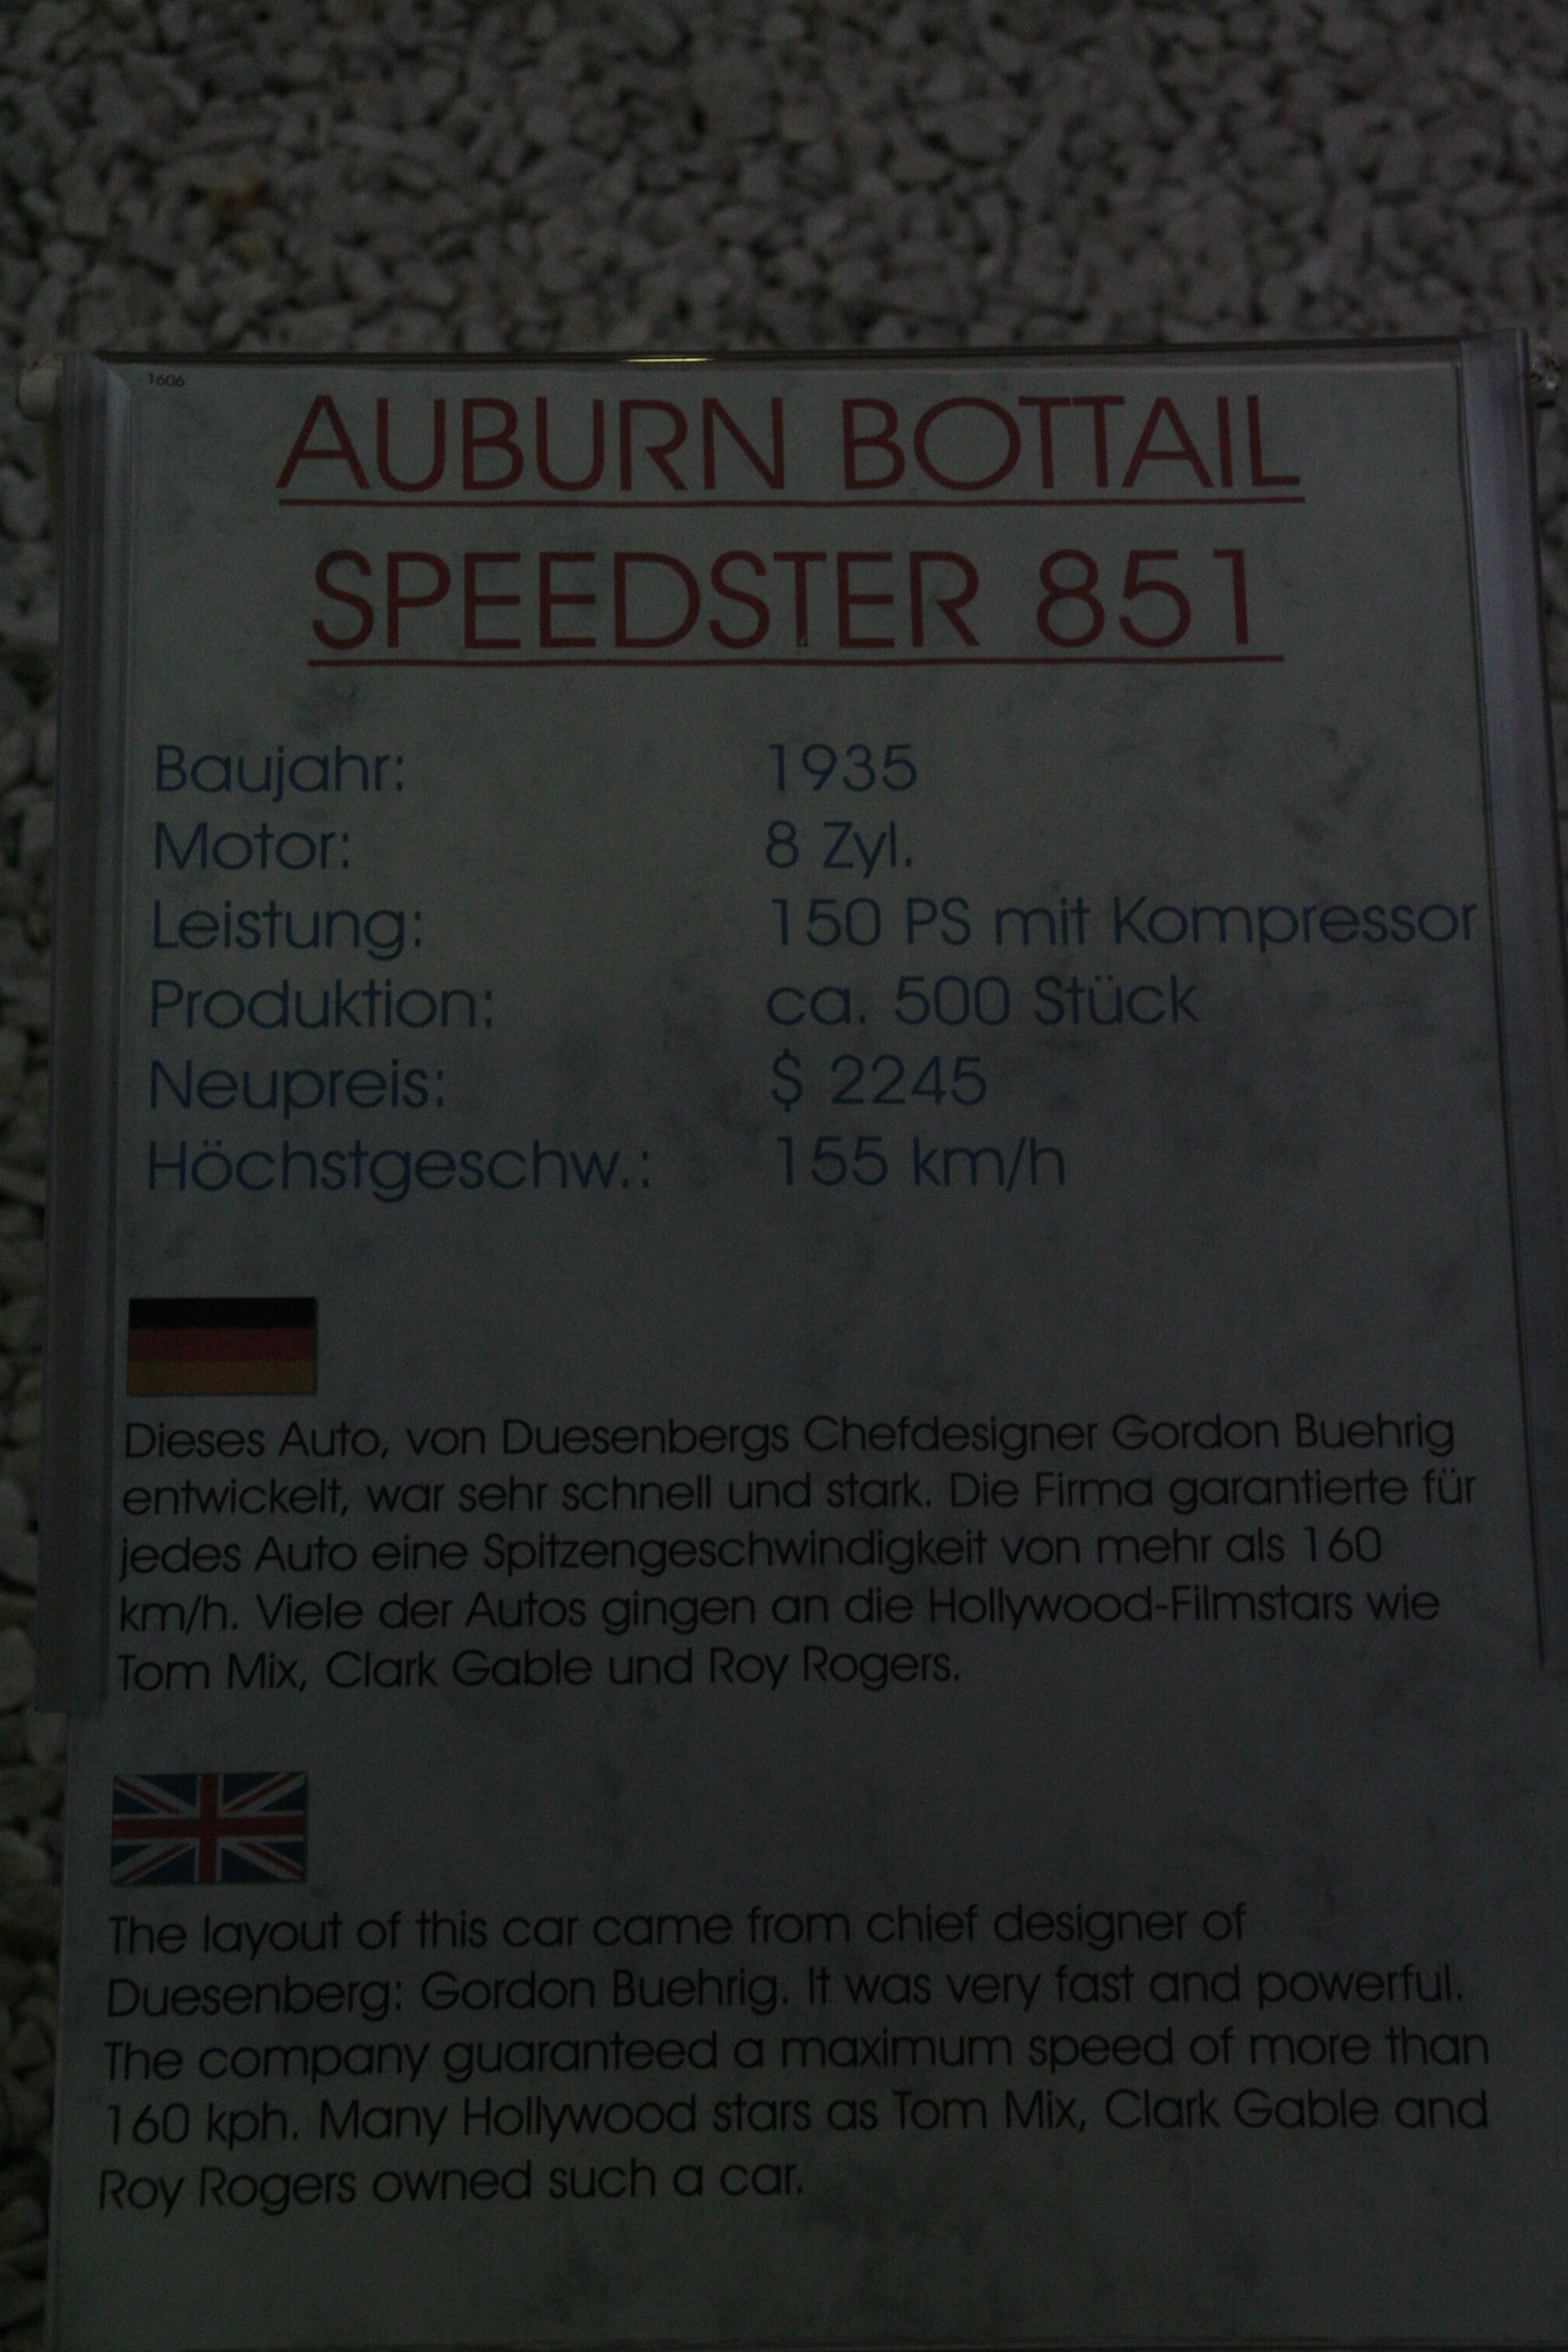 1606
AUBURN BOTTAIL
SPEEDSTER 851
Baujahr: 1935
Motor: 8 Zyl.
Leistung: 150 PS mit Kompressor
Produktion: ca. 500 Stück
Neupreis: $ 2245
Höchstgeschw.: 155 km/h
Dieses Auto, von Duesenbergs Chefdesigner Gordon Buehrig
entwickelt, war sehr schnell und stark. Die Firma garantierte für
jedes Auto eine Spitzengeschwindigkeit von mehr als 160
km/h. Viele der Autos gingen an die Hollywood-Filmstars wie
Tom Mix, Clark Gable und Roy Rogers.
The layout of this car came from chief designer of
Duesenberg: Gordon Buehrig. It was very fast and powerful.
The company guaranteed a maximum speed of more than
160 kph. Many Hollywood stars as Tom Mix, Clark Gable and
Roy Rogers owned such a car.